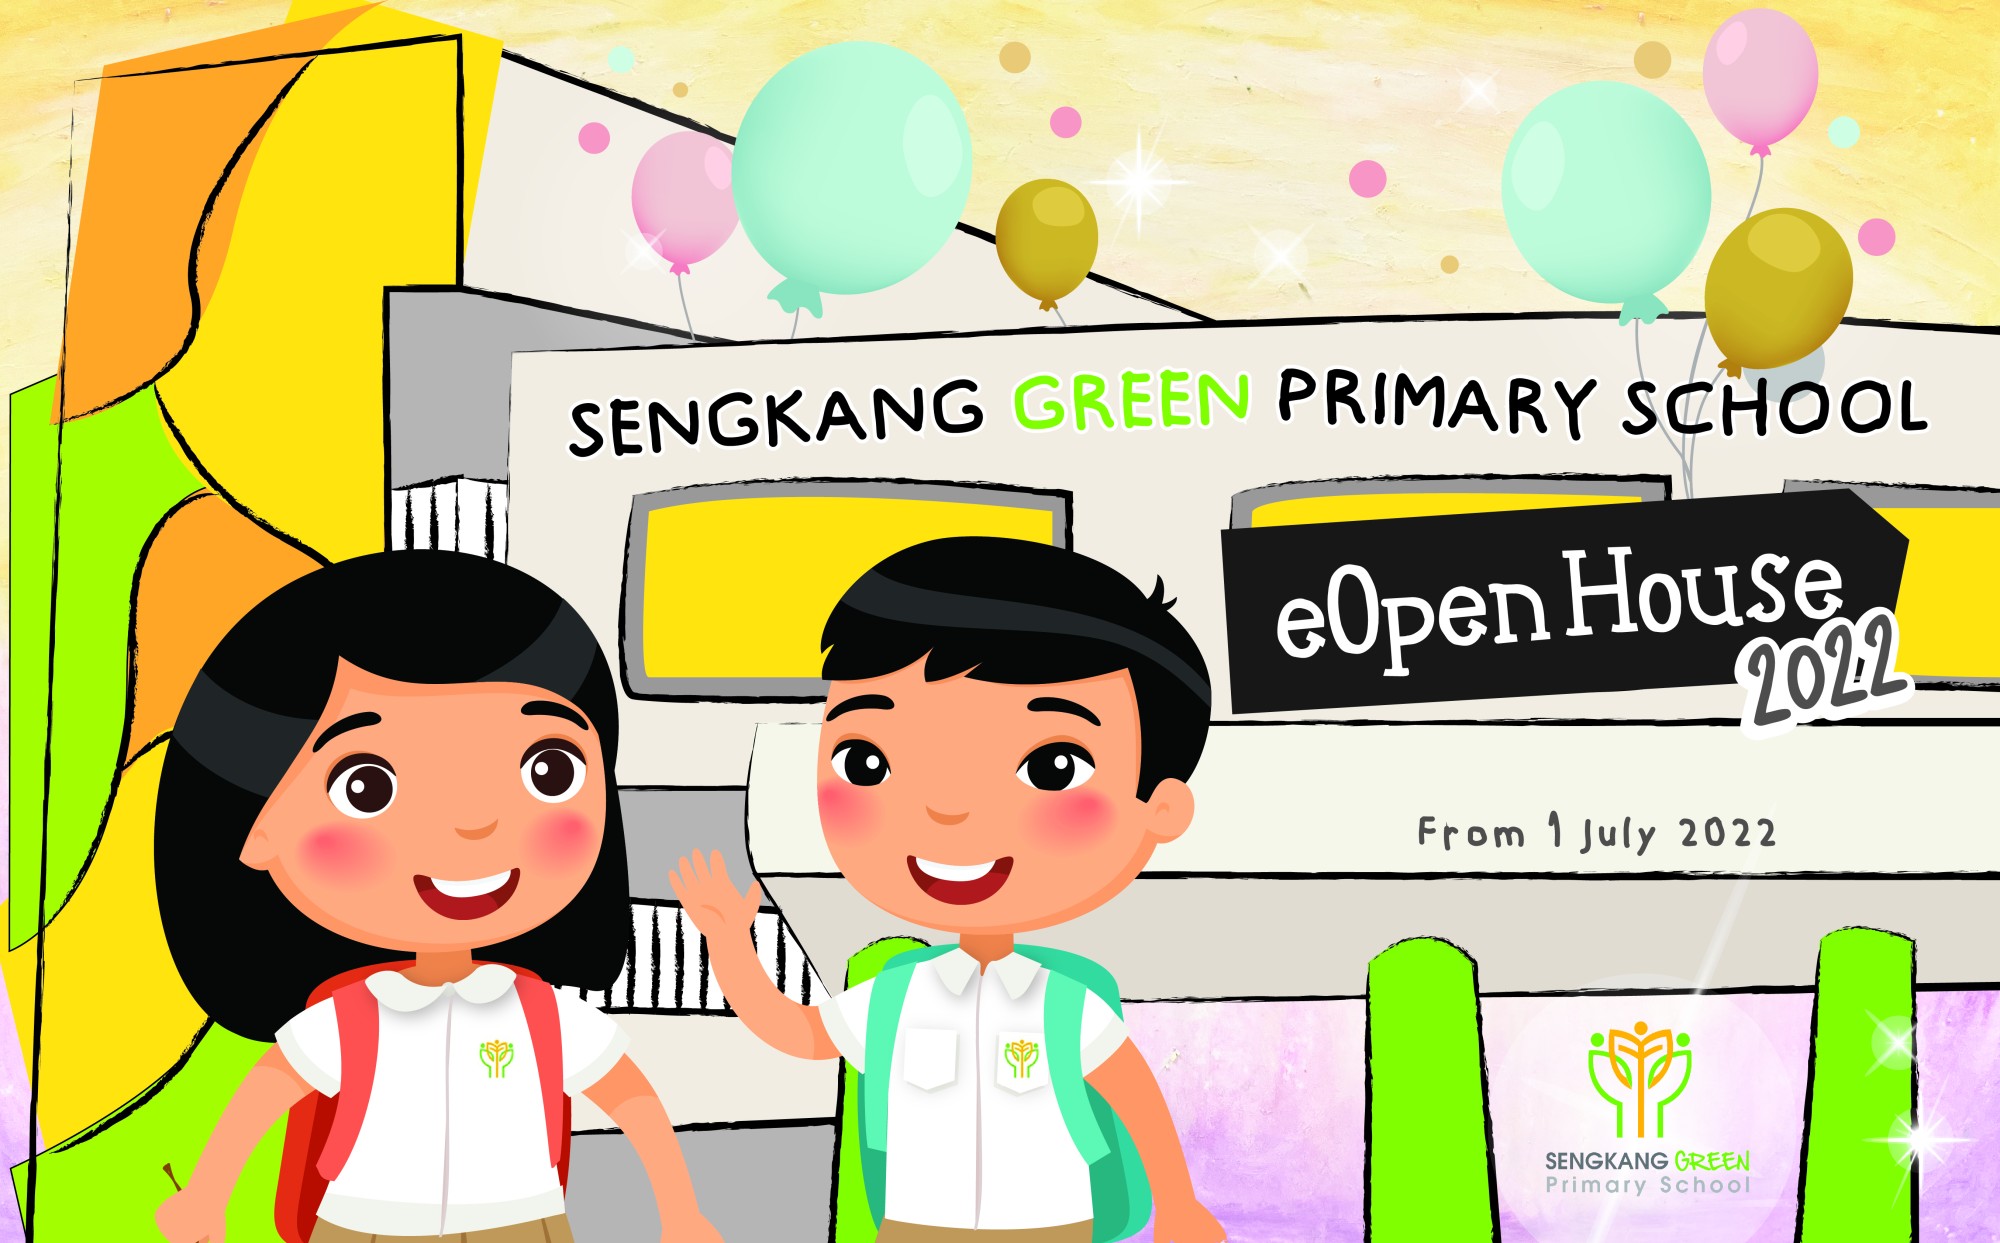 SENGKANG GREEN PRIMARY SCHOOL
eOpen House
2022
From 1 July 2022
SENGKANG GREEN
Primary School